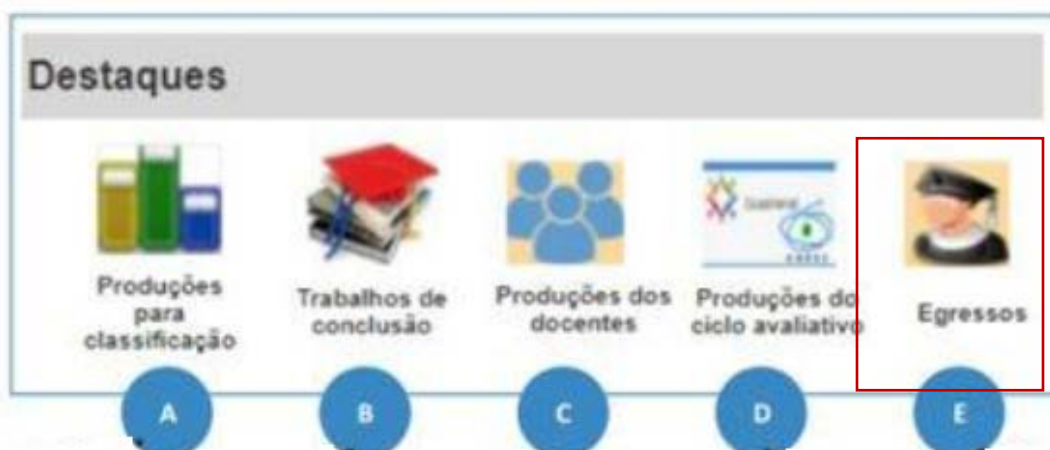 Destaques
Produções
para
classificação
Trabalhos de
conclusão
Produções dos
docentes
Produções do
ciclo avaliativo
Egressos
A
B
C
D
E